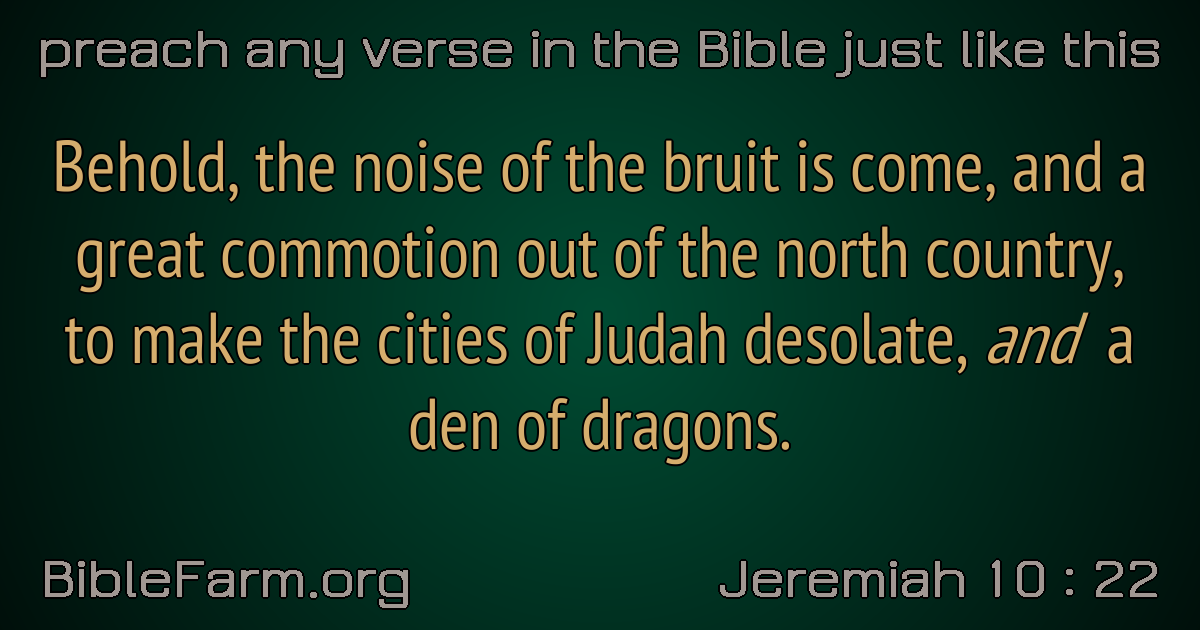 preach any verse in the Bible just like this
Behold, the noise of the bruit is come, and a
great commotion out of the north country,
to make the cities of Judah desolate, and a
den of dragons.
BibleFarm.org
Jeremiah 10 : 22